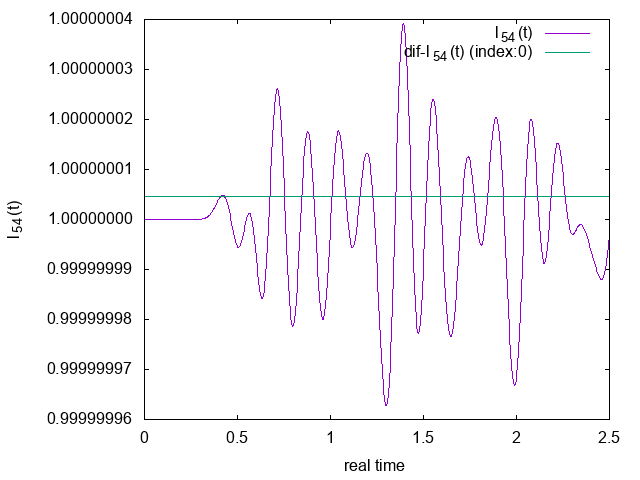 1.00000004
I54(t)
dif-I54(t) (index:0)
1.00000003
1.00000002
1.00000001
1.00000000
I54(t)
0.99999999
0.99999998
0.99999997
0.99999996
0 0.5 1 1.5 2 2.5
real time